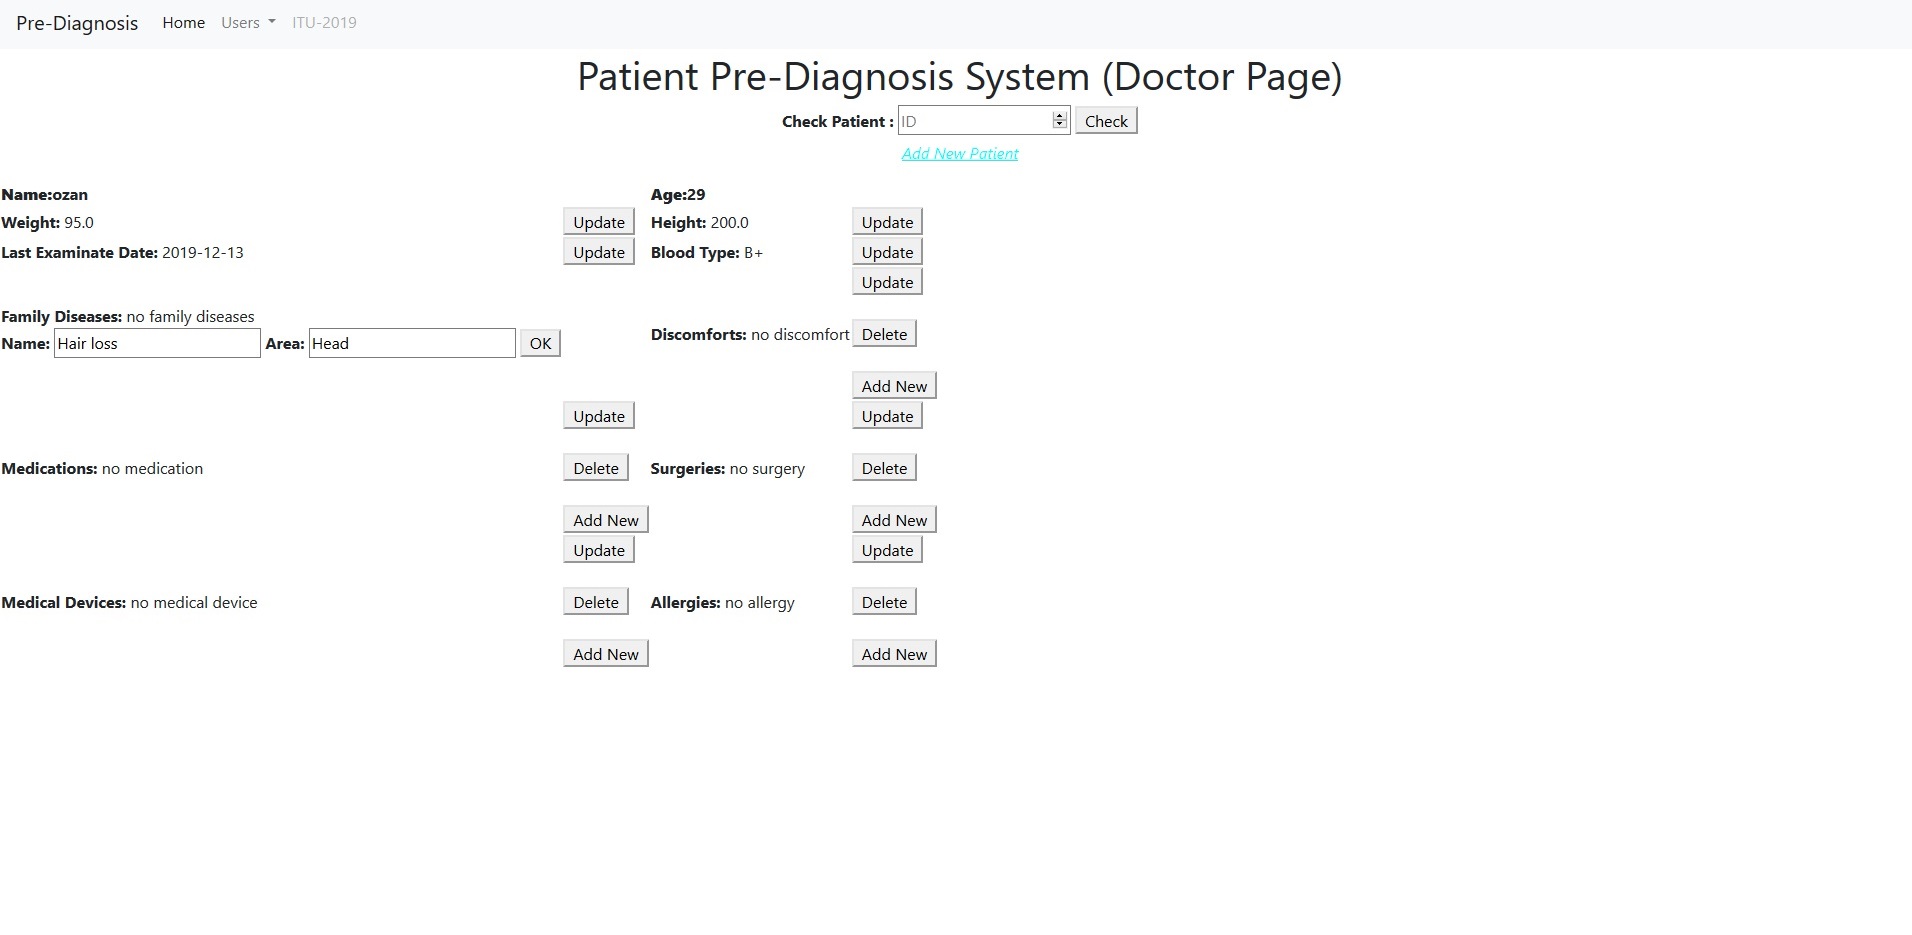 Pre-Diagnosis Home Users ITU-2019
Patient Pre-Diagnosis System (Doctor Page)
Check Patient : ID Check
Add New Patient
Name:ozan Age:29
Weight: 95.0 Update Height: 200.0 Update
Last Examinate Date: 2019-12-13 Update Blood Type: B+ Update
Update
Family Diseases: no family diseases
Name: Hair loss Area: Head OK Discomforts: no discomfort Delete
Add New
Update Update
Medications: no medication Delete Surgeries: no surgery Delete
Add New Add New
Update Update
Medical Devices: no medical device Delete Allergies: no allergy Delete
Add New Add New